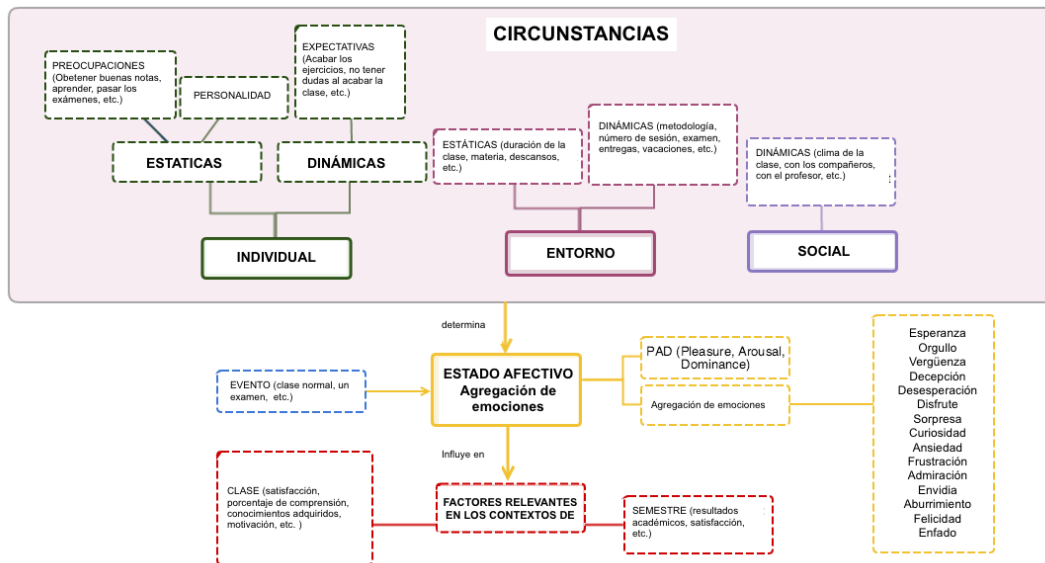 CIRCUNSTANCIAS
PREOCUPACIONES
(Obetener buenas notas,
aprender, pasar los
exámenes, etc.)
PERSONALIDAD
EXPECTATIVAS
(Acabar los
ejercicios, no tener
dudas al acabar la
clase, etc.)
ESTATICAS
DINÁMICAS
ESTÁTICAS (duración de la
clase, materia, descansos,
etc.)
DINÁMICAS (metodología,
número de sesión, examen,
entregas, vacaciones, etc.)
DINÁMICAS (clima de la
clase, con los compañeros,
con el profesor, etc.)
INDIVIDUAL
ENTORNO
SOCIAL
determina
EVENTO (clase normal, un
examen, etc.)
ESTADO AFECTIVO
Agregación de
emociones
PAD (Pleasure, Arousal,
Dominance)
Agregación de emociones
Esperanza
Orgullo
Vergüenza
Decepción
Desesperación
Disfrute
Sorpresa
Curiosidad
Ansiedad
Frustración
Admiración
Envidia
Aburrimiento
Felicidad
Enfado
Influye en
CLASE (satisfacción,
porcentaje de comprensión,
conocimientos adquiridos,
motivación, etc. )
FACTORES RELEVANTES
EN LOS CONTEXTOS DE
SEMESTRE (resultados
académicos, satisfacción,
etc.)